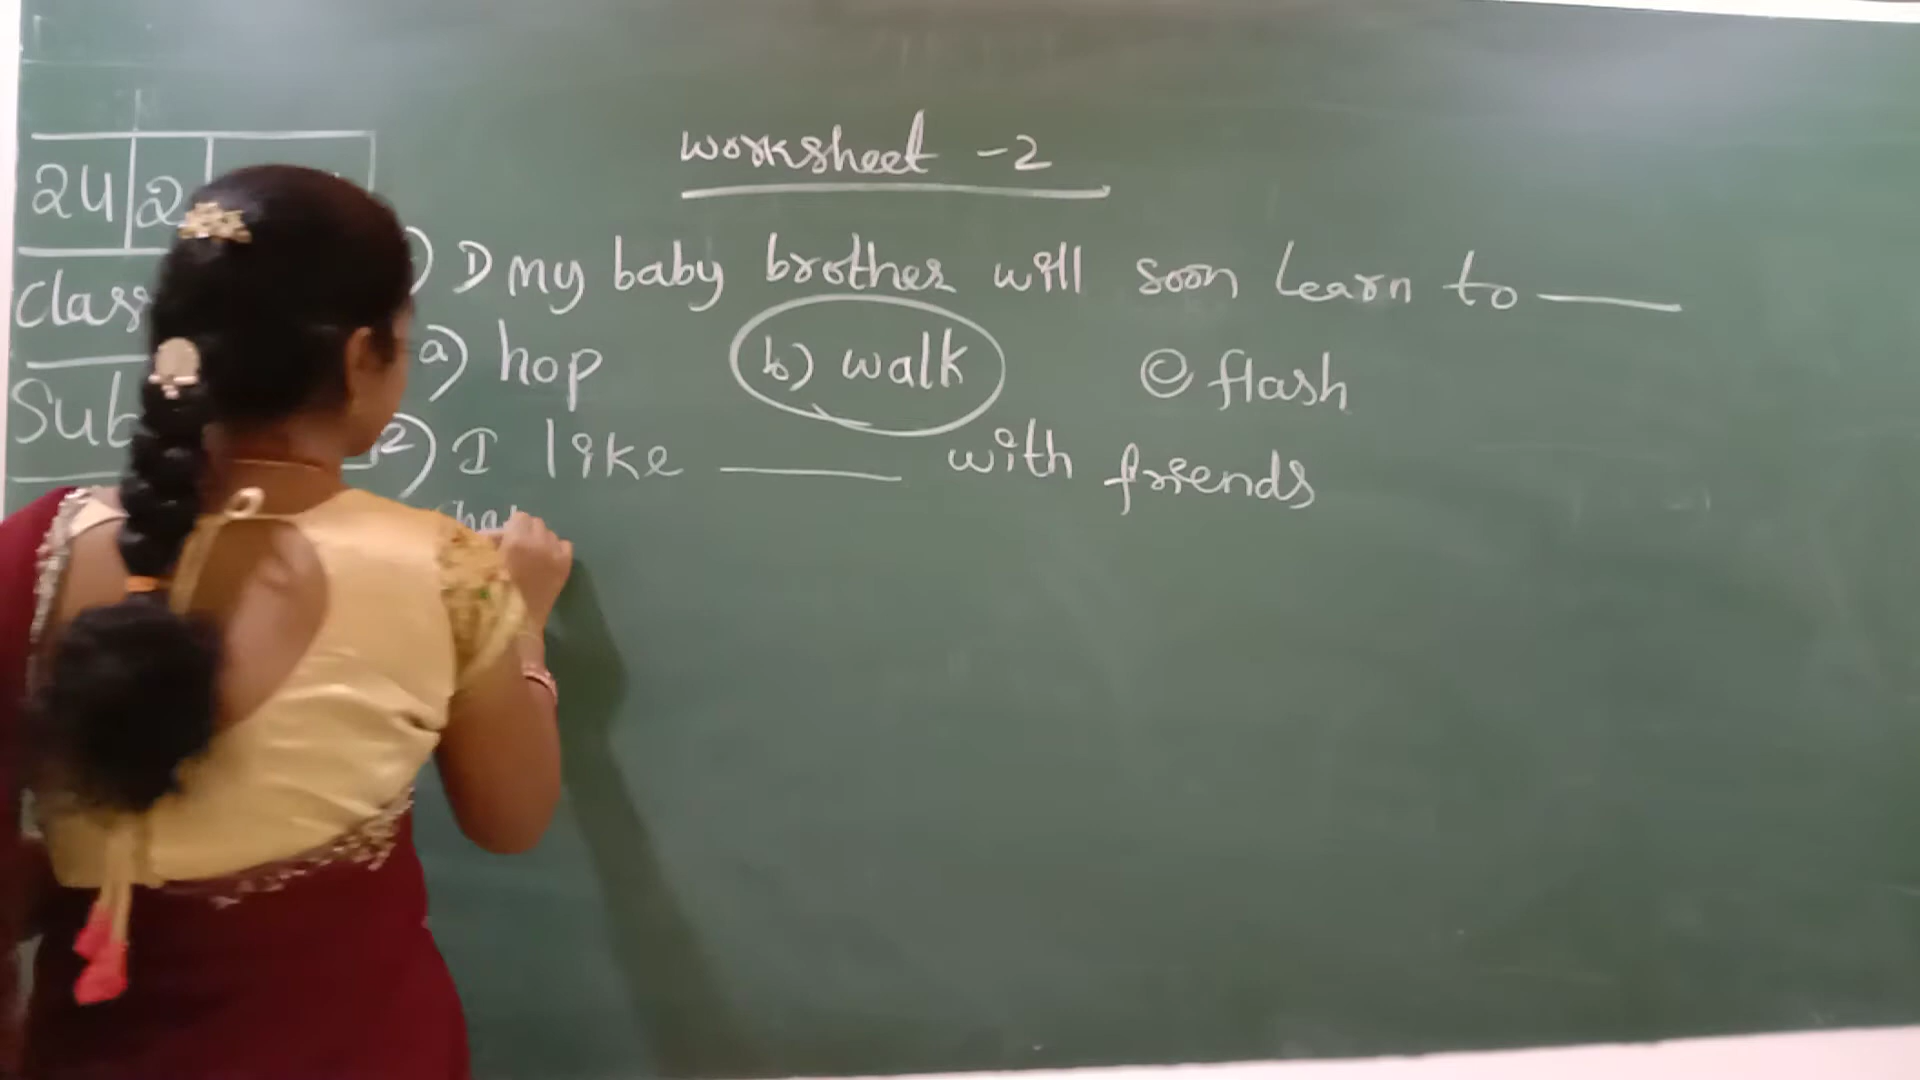 worksheet -2
24 2
1) my baby brother will soon learn to ____
class
a) hop b) walk c flash
Sub
2) I like ____ with friends